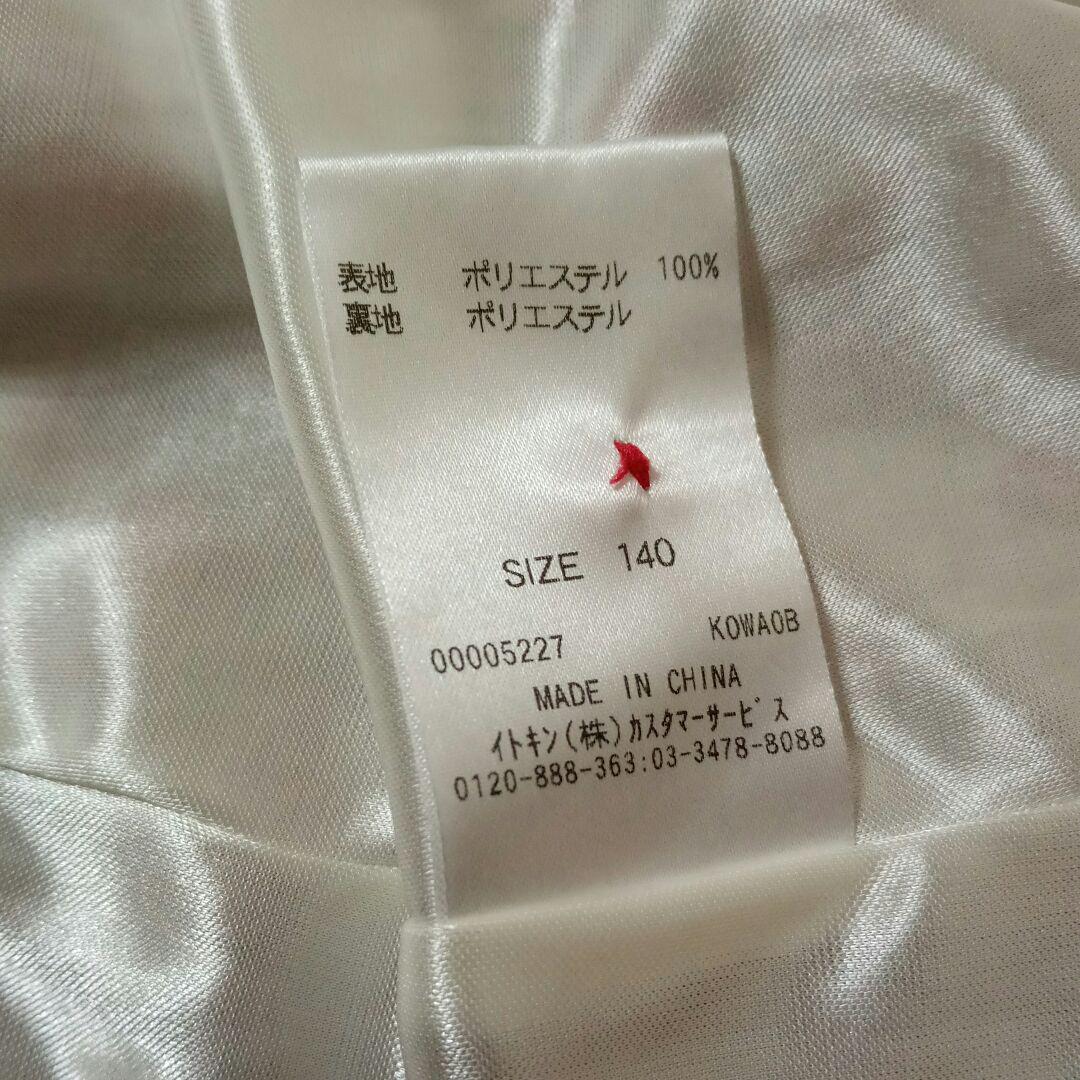 表地 ポリエステル 100%
裏地 ポリエステル
SIZE 140
00005227 KOWAOB
MADE IN CHINA
ｲﾄｷﾝ(株)ｶｽﾀﾏｰｻｰﾋﾞｽ
0120-888-363:03-3478-8088